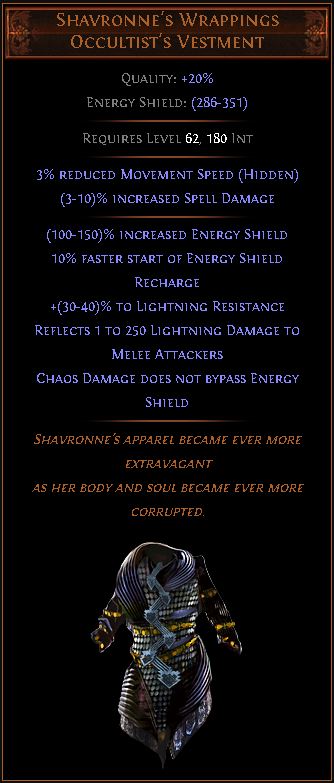 Shavronne's Wrappings
Occultist's Vestment
Quality: +20%
Energy Shield: (286-351)
Requires Level 62, 180 Int
3% reduced Movement Speed (Hidden)
(3-10)% increased Spell Damage
(100-150)% increased Energy Shield
10% faster start of Energy Shield
Recharge
+(30-40)% to Lightning Resistance
Reflects 1 to 250 Lightning Damage to
Melee Attackers
Chaos Damage does not bypass Energy
Shield
Shavronne's apparel became ever more
extravagant
as her body and soul became ever more
corrupted.